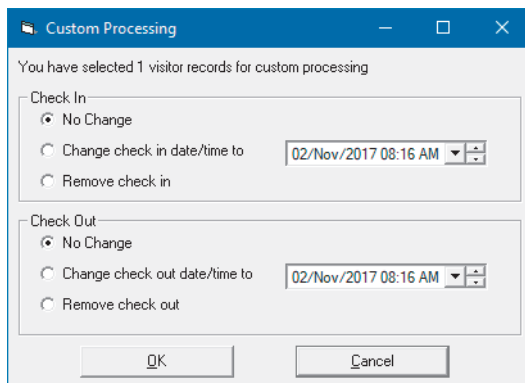 Custom Processing
You have selected 1 visitor records for custom processing
Check In
No Change
Change check in date/time to 02/Nov/2017 08:16 AM
Remove check in
Check Out
No Change
Change check out date/time to 02/Nov/2017 08:16 AM
Remove check out
OK Cancel